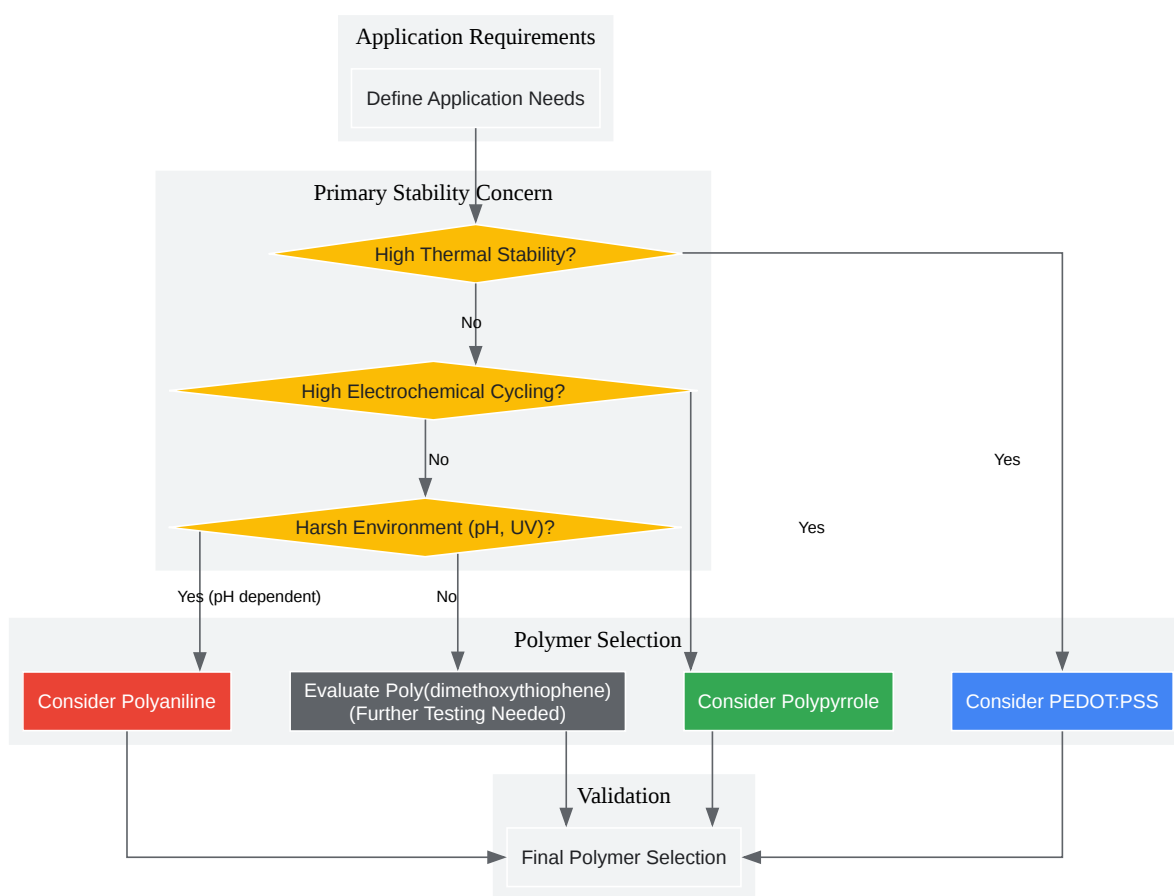 Application Requirements
Define Application Needs
Primary Stability Concern
High Thermal Stability?
No
High Electrochemical Cycling?
No
Yes
Harsh Environment (pH, UV)?
Yes
Yes (pH dependent)
No
Polymer Selection
Consider Polyaniline
Evaluate Poly(dimethoxythiophene)
(Further Testing Needed)
Consider Polypyrrole
Consider PEDOT:PSS
Validation
Final Polymer Selection